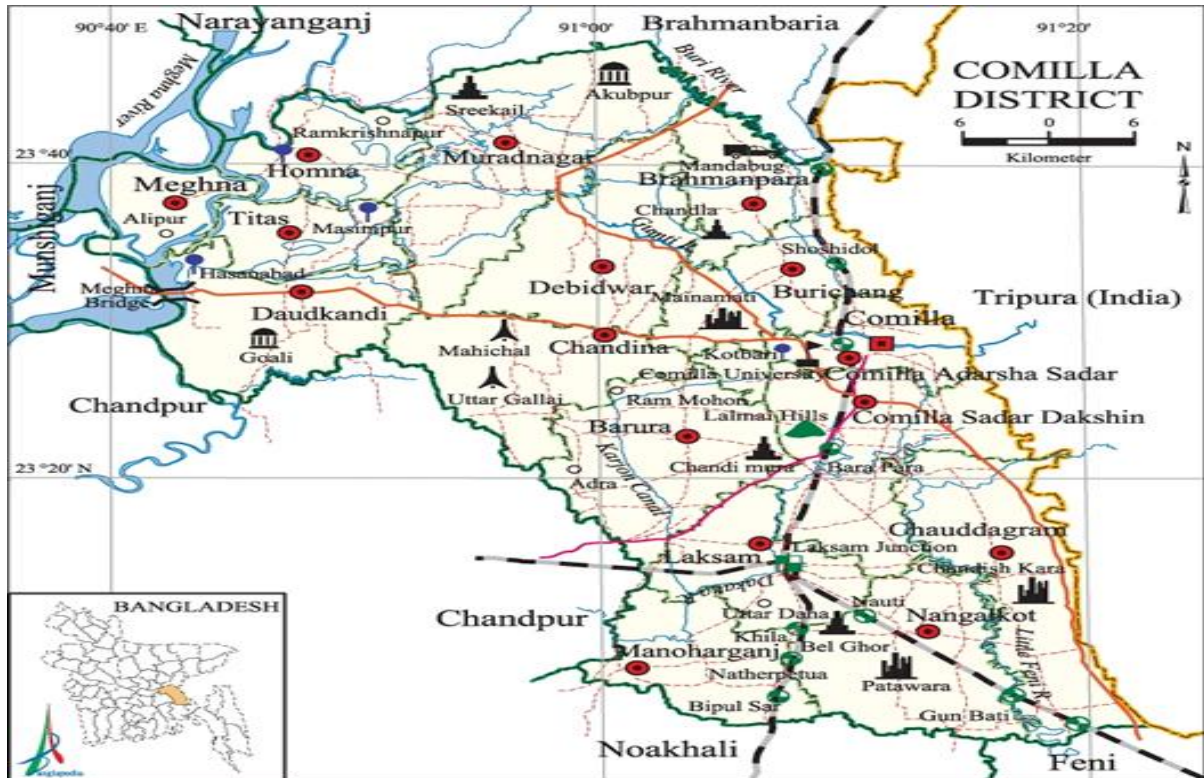 90°40' E
Narayanganj
91°00'
Brahmanbaria
91°20'
Meghna River
Buri River
COMILLA
DISTRICT
6 0 6
Kilometer
N
Sreekail
Akubpur
Ramkrishnapur
Muradnagar
Mandabug
23°40'
Homna
Brahmanpara
Meghna
Munshiganj
Alipur
Titas
Masimpur
Chandla
Gumti R.
Shoshidol
Hasanabad
Meghna
Bridge
Debidwar
Burichang
Tripura (India)
Daudkandi
Mainamati
Comilla
Goali
Mahichal
Chandina
Kotbari
Comilla University
Comilla Adarsha Sadar
Chandpur
Uttar Gallai
Ram Mohon
Lalmai Hills
Comilla Sadar Dakshin
Barura
23°20' N
Adra
Karjon Canal
Chandi mura
Bara Para
Chauddagram
Laksam
Laksam Junction
Chandish Kara
BANGLADESH
Dakatia R.
Chandpur
Uttar Daha
Nauti
Nangalkot
Khila
Bel Ghor
Little Feni R.
Manoharganj
Natherpetua
Patawara
Bipul Sar
Gun Bati
Noakhali
Feni
Banglapedia